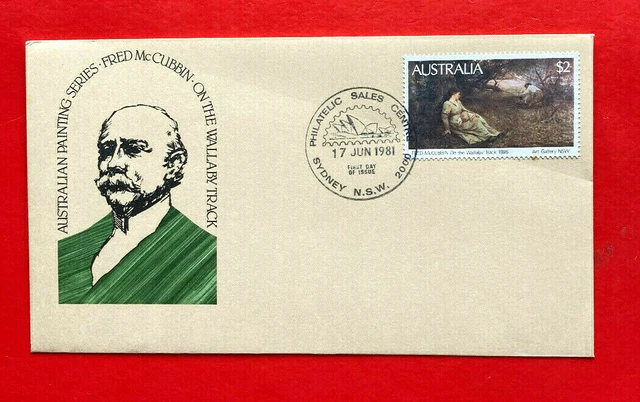 AUSTRALIAN PAINTING SERIES · FRED McCUBBIN · ON THE WALLABY TRACK
PHILATELIC SALES CENTRE
17 JUN 1981
FIRST DAY
OF ISSUE
SYDNEY N.S.W. 2000
AUSTRALIA $2
FRED McCUBBIN On the Wallaby Track 1896 Art Gallery NSW